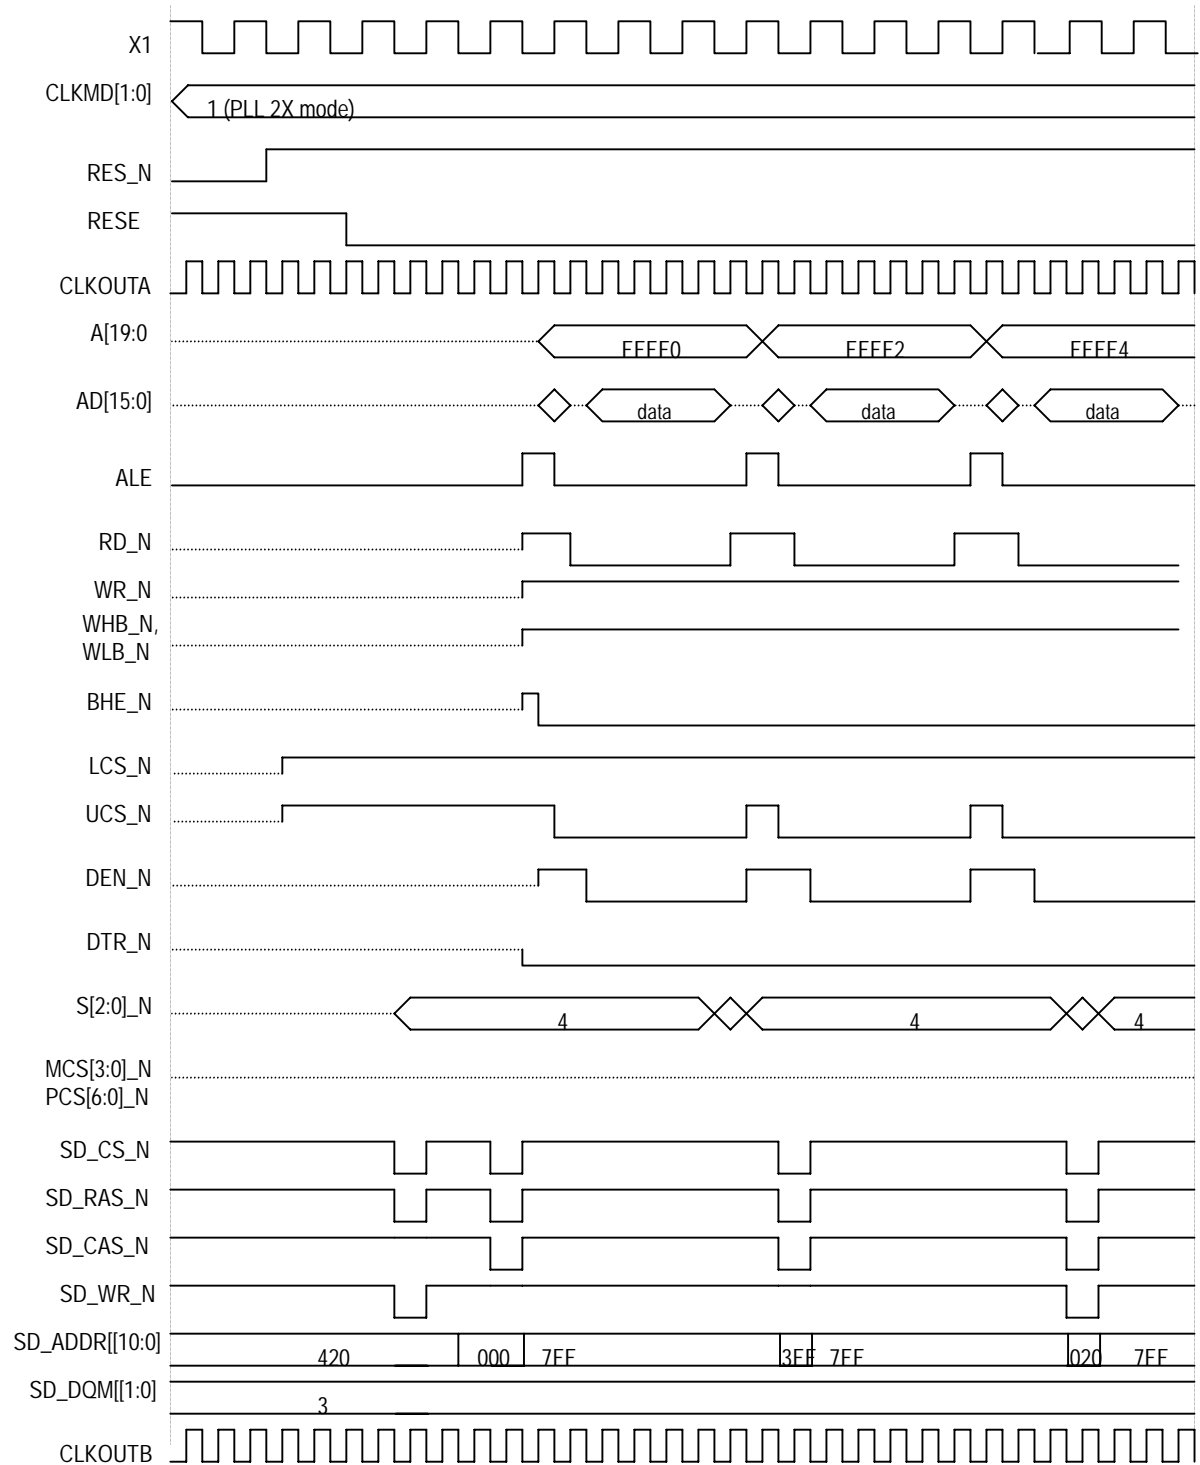 X1
CLKMD[1:0]
1 (PLL 2X mode)
RES_N
RESE
CLKOUTA
A[19:0
FFFF0 FFFF2 FFFF4
AD[15:0]
data data data
ALE
RD_N
WR_N
WHB_N,
WLB_N
BHE_N
LCS_N
UCS_N
DEN_N
DTR_N
S[2:0]_N
4 4 4
MCS[3:0]_N
PCS[6:0]_N
SD_CS_N
SD_RAS_N
SD_CAS_N
SD_WR_N
SD_ADDR[[10:0]
420 000 7FF 3FF 7FF 020 7FF
SD_DQM[[1:0]
3
CLKOUTB